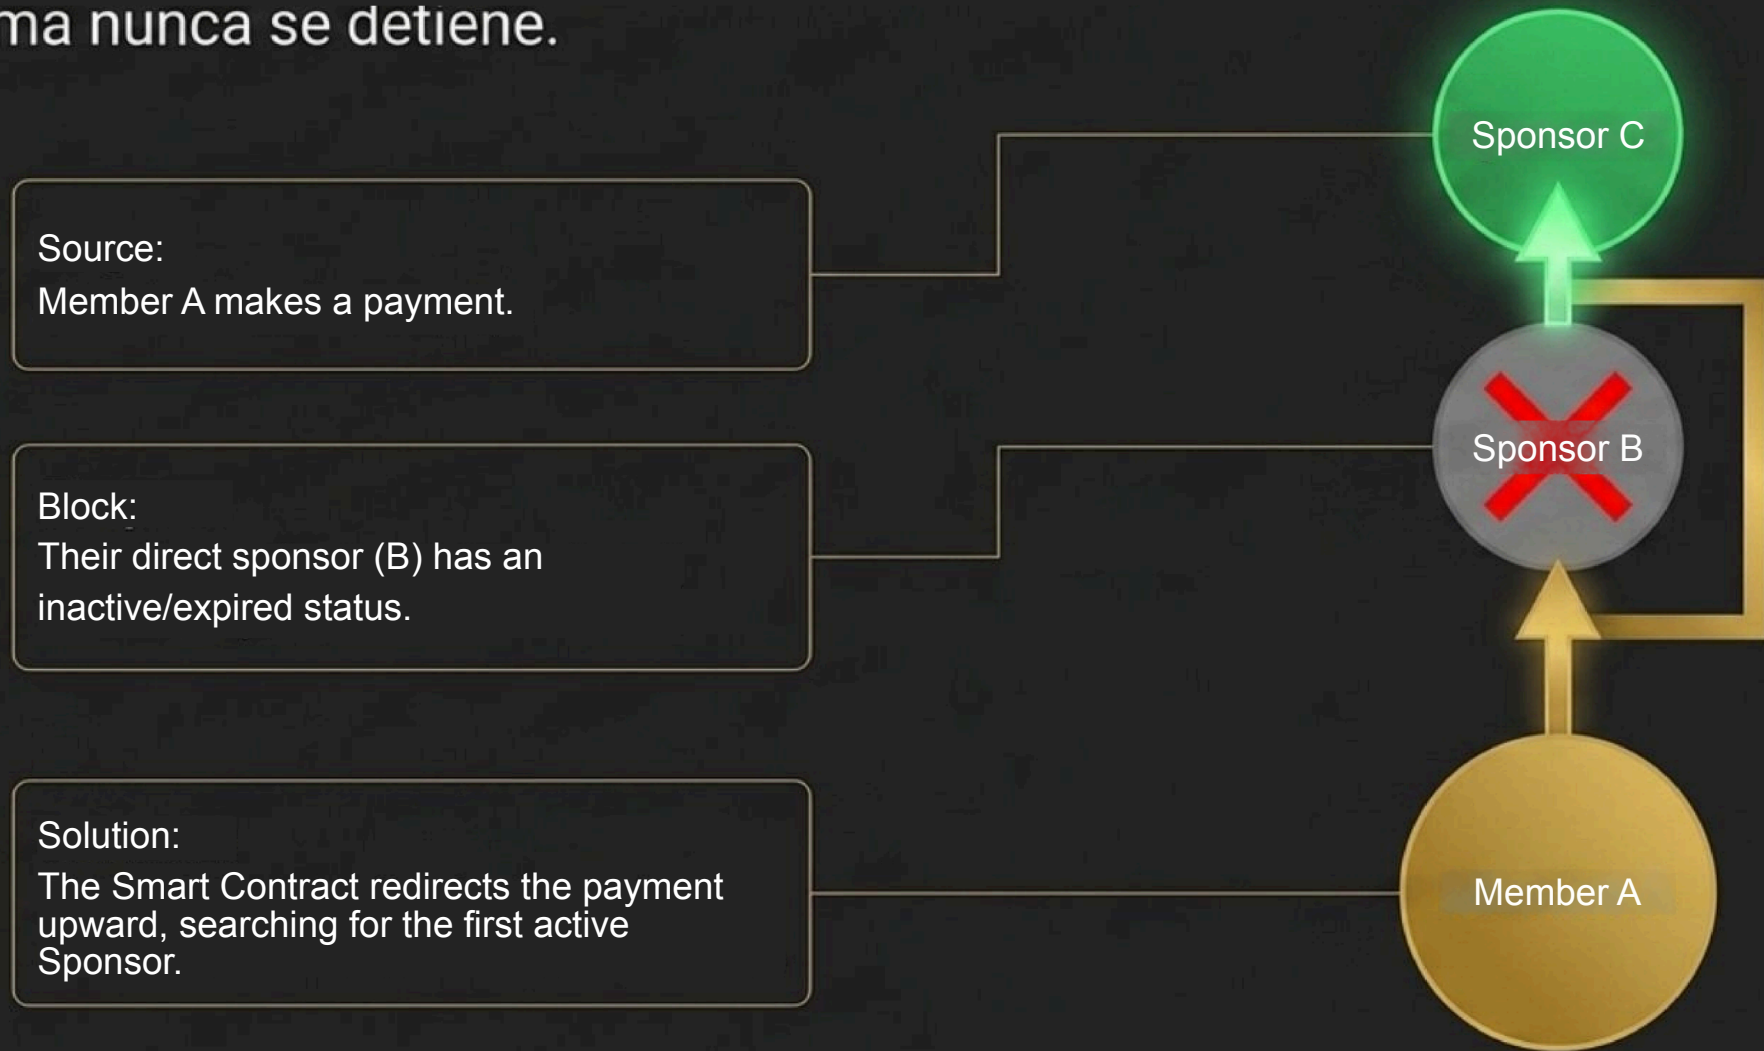 ma nunca se detiene.
Source:
Member A makes a payment.
Block:
Their direct sponsor (B) has an
inactive/expired status.
Solution:
The Smart Contract redirects the payment
upward, searching for the first active
Sponsor.
Sponsor C
Sponsor B
Member A